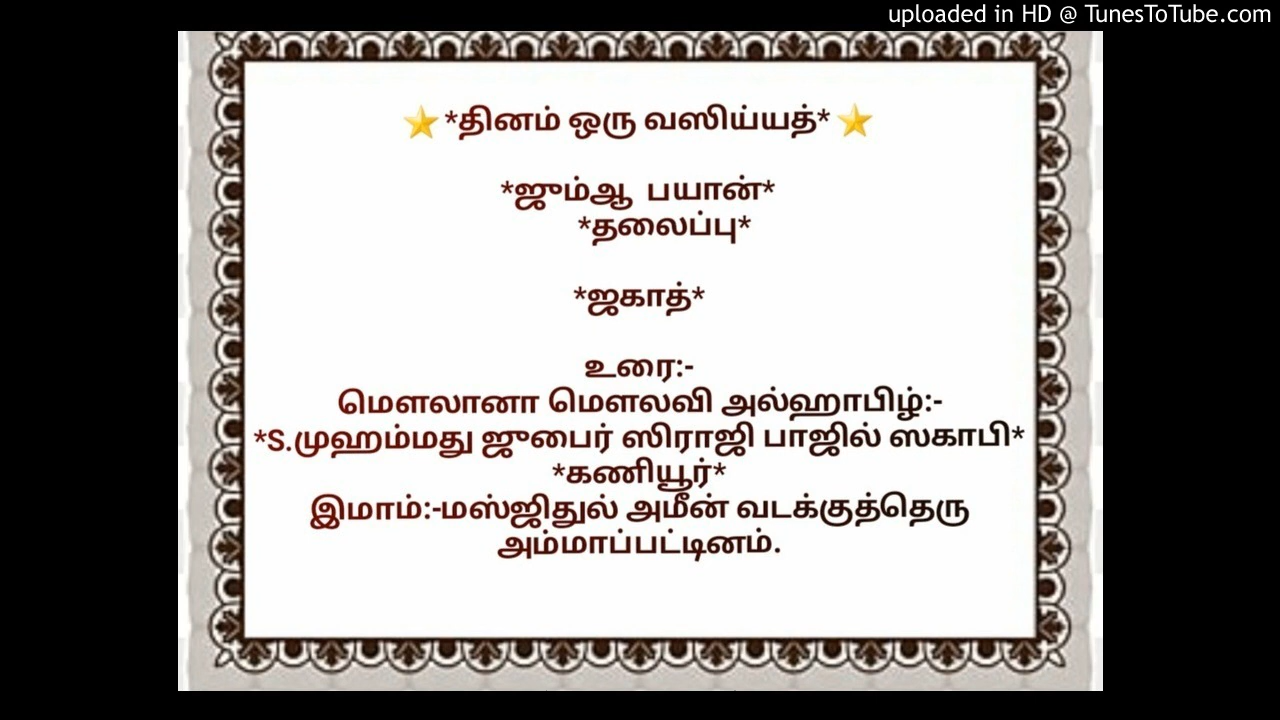 uploaded in HD @ TunesToTube.com
⭐*தினம் ஒரு வஸிய்யத்*⭐
*ஜும்ஆ பயான்*
*தலைப்பு*
*ஜகாத்*
உரை:-
மௌலானா மௌலவி அல்ஹாபிழ்:-
*S.முஹம்மது ஜுபைர் ஸிராஜி பாஜில் ஸகாபி*
*கணியூர்*
இமாம்:-மஸ்ஜிதுல் அமீன் வடக்குத்தெரு
அம்மாப்பட்டினம்.